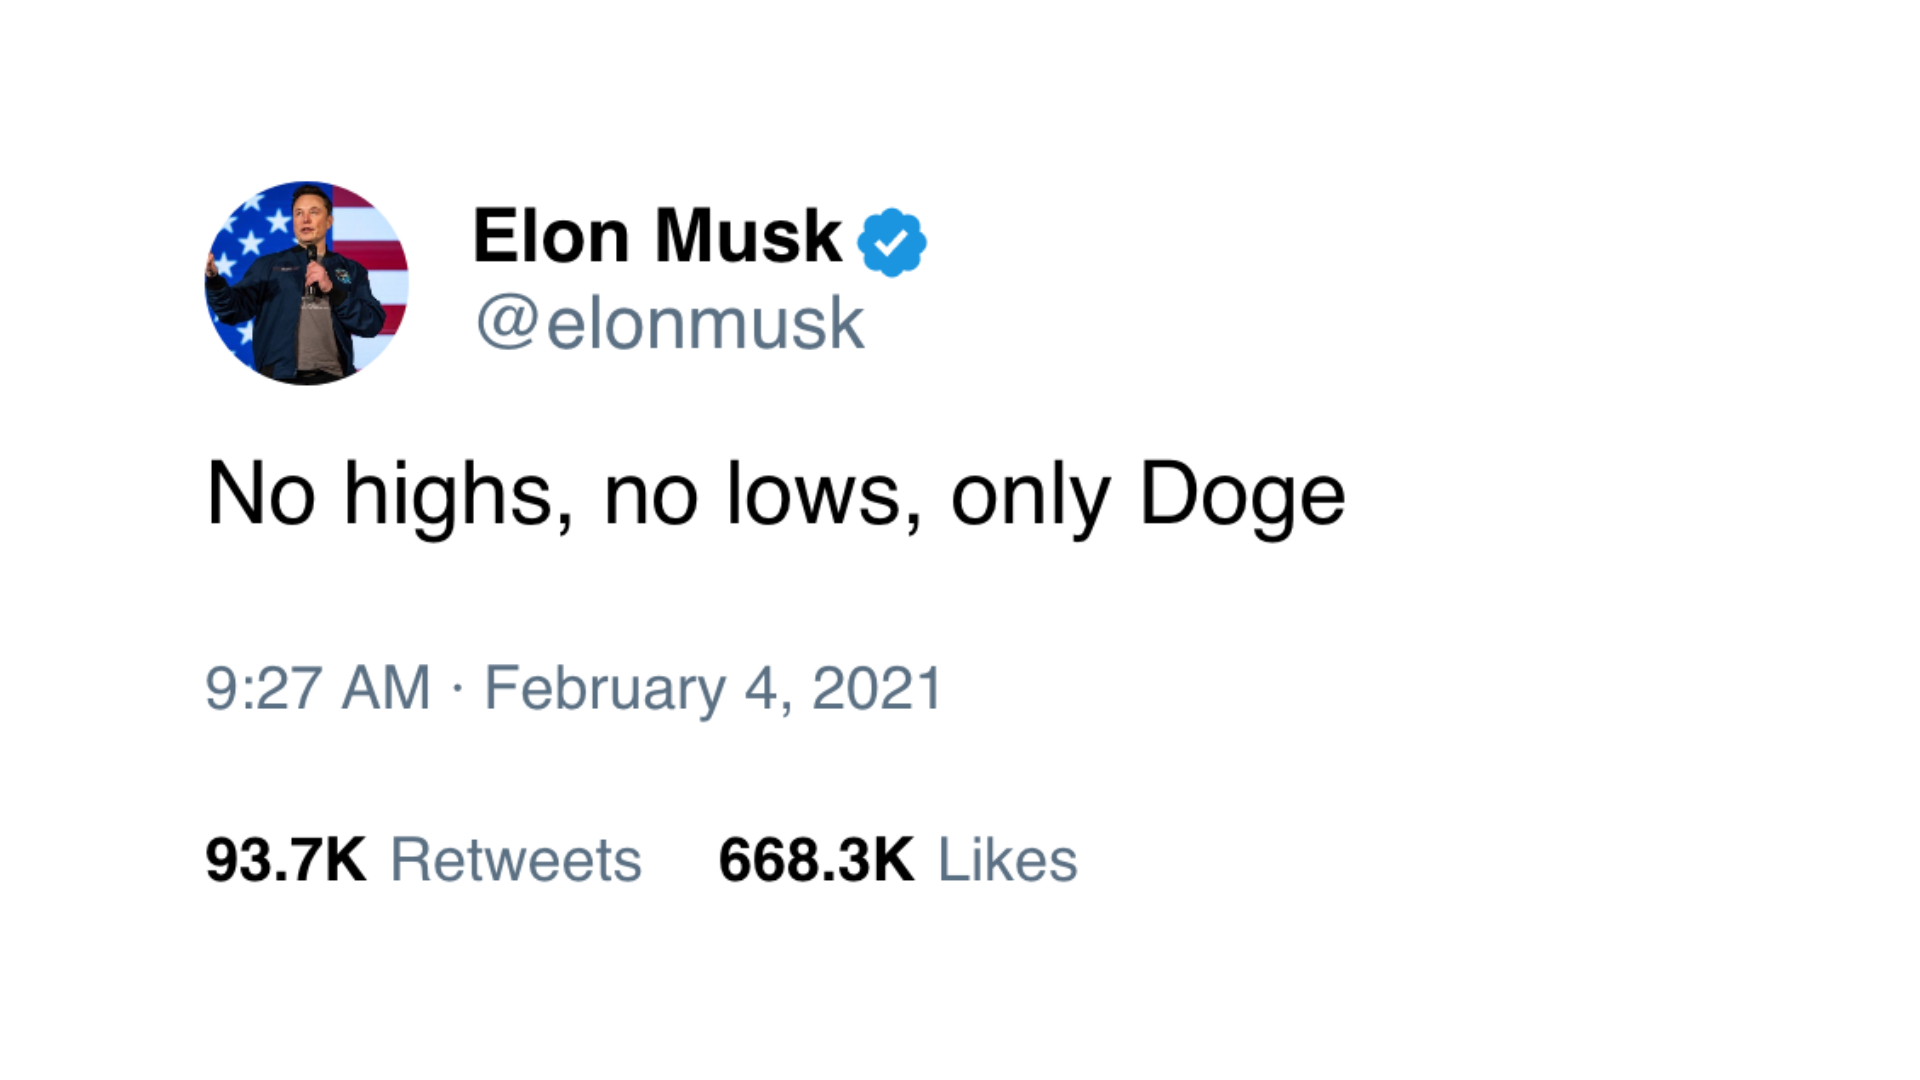 Elon Musk
@elonmusk
No highs, no lows, only Doge
9:27 AM · February 4, 2021
93.7K Retweets 668.3K Likes